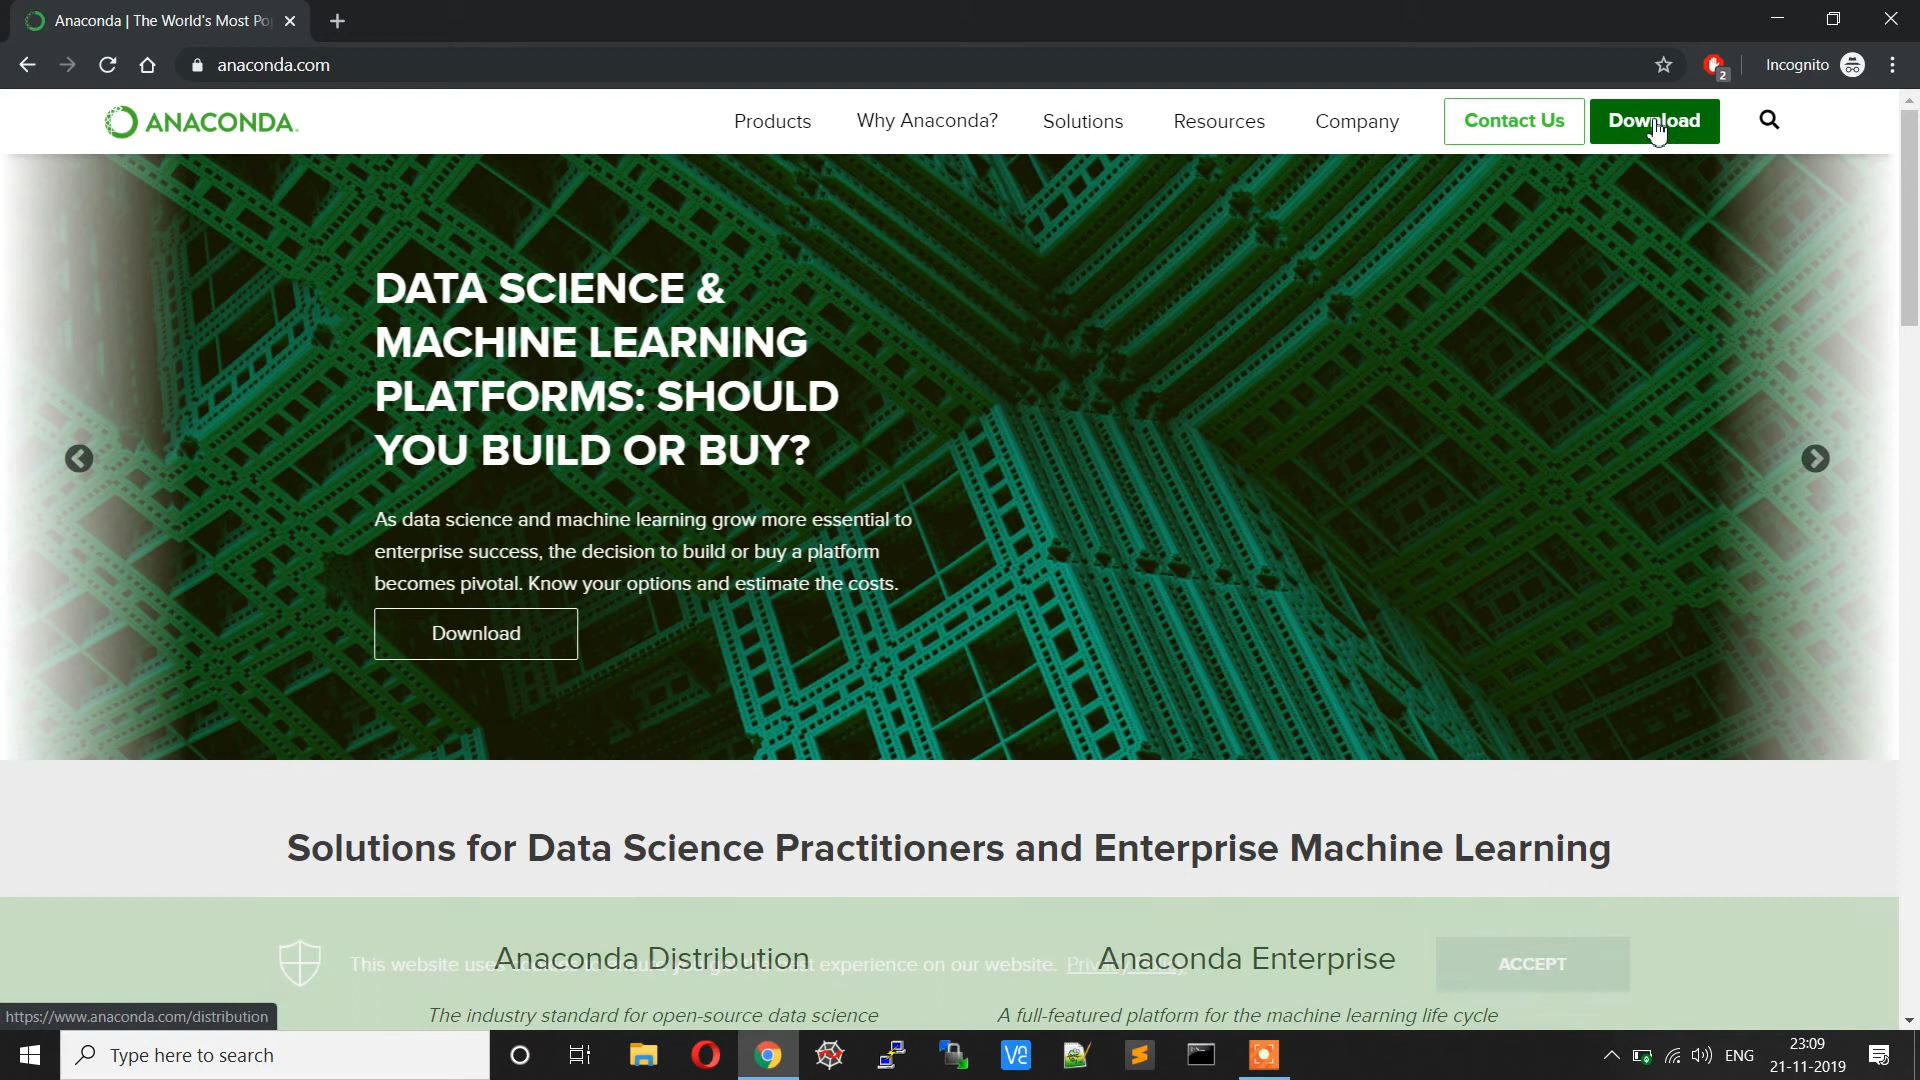 Anaconda | The World's Most Po
anaconda.com
2
Incognito
ANACONDA.
Products
Why Anaconda?
Solutions
Resources
Company
Contact Us
Download
DATA SCIENCE &
MACHINE LEARNING
PLATFORMS: SHOULD
YOU BUILD OR BUY?
As data science and machine learning grow more essential to
enterprise success, the decision to build or buy a platform
becomes pivotal. Know your options and estimate the costs.
Download
Solutions for Data Science Practitioners and Enterprise Machine Learning
Anaconda Distribution
Anaconda Enterprise
This website uses experience on our website.
ACCEPT
The industry standard for open-source data science
A full-featured platform for the machine learning life cycle
https://www.anaconda.com/distribution
Type here to search
ENG
23:09
21-11-2019